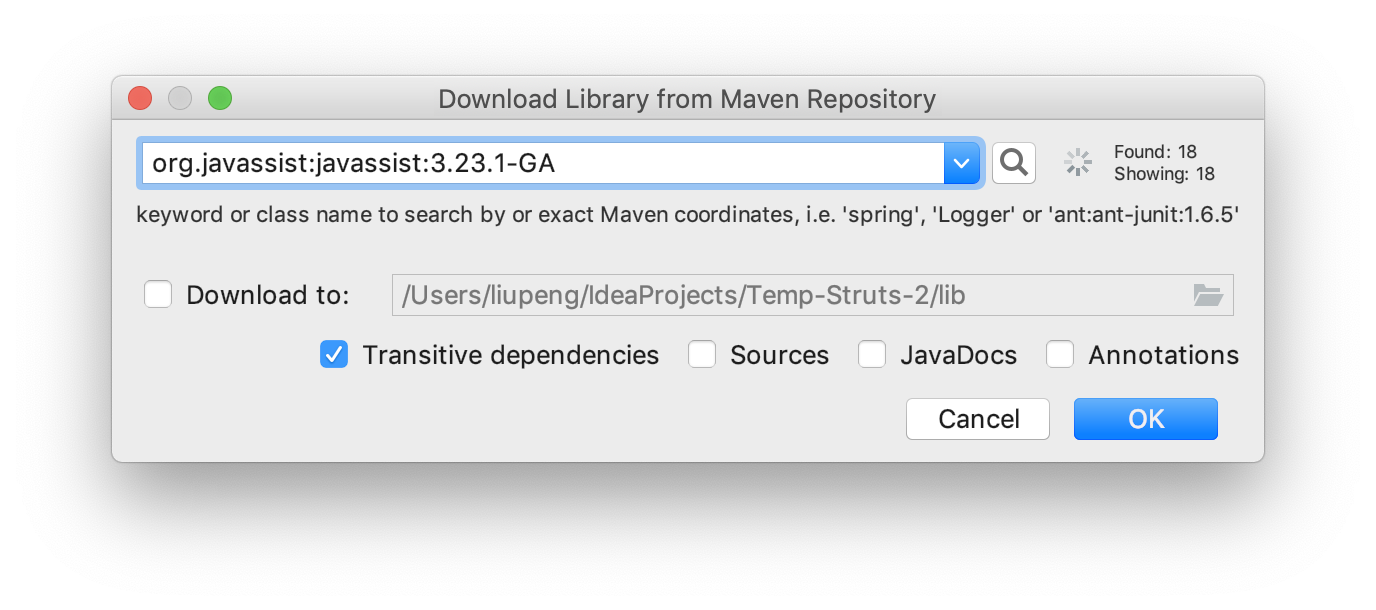 Download Library from Maven Repository
org.javassist:javassist:3.23.1-GA
Found: 18
Showing: 18
keyword or class name to search by or exact Maven coordinates, i.e. 'spring', 'Logger' or 'ant:ant-junit:1.6.5'
Download to: /Users/liupeng/IdeaProjects/Temp-Struts-2/lib
Transitive dependencies Sources JavaDocs Annotations
Cancel OK